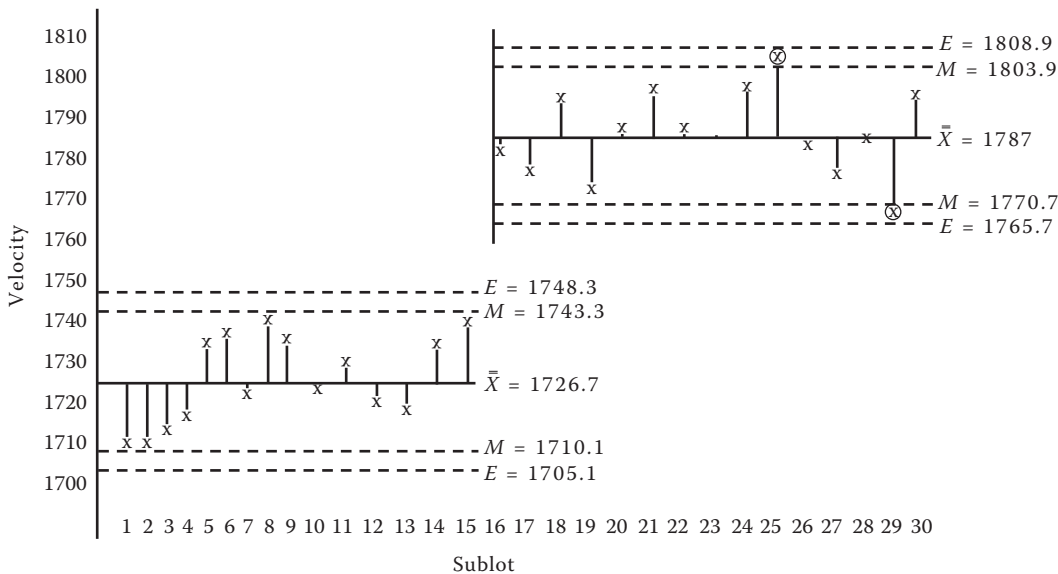 Velocity
1810
1800
1790
1780
1770
1760
1750
1740
1730
1720
1710
1700
E = 1808.9
M = 1803.9
X̿ = 1787
M = 1770.7
E = 1765.7
E = 1748.3
M = 1743.3
X̿ = 1726.7
M = 1710.1
E = 1705.1
1 2 3 4 5 6 7 8 9 10 11 12 13 14 15 16 17 18 19 20 21 22 23 24 25 26 27 28 29 30
Sublot